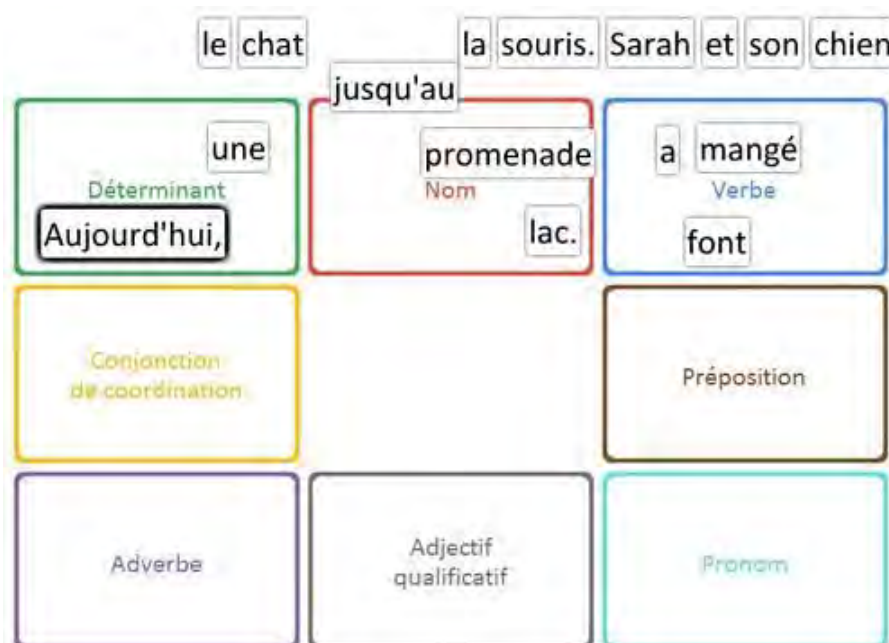 le chat la souris. Sarah et son chien
jusqu'au
une promenade a mangé
Déterminant Nom Verbe
Aujourd'hui, lac. font
Conjonction
de coordination
Préposition
Adverbe
Adjectif
qualificatif
Pronom